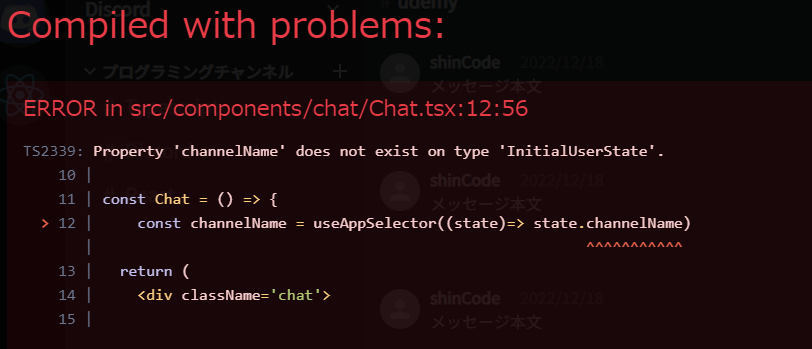 Discord
udemy
Compiled with problems:
shinCode 2022/12/18
プログラミングチャンネル +
メッセージ本文
ERROR in src/components/chat/Chat.tsx:12:56
TS2339: Property 'channelName' does not exist on type 'InitialUserState'.
10 |
shinCode 2022/12/18
11 | const Chat = () => {
メッセージ本文
> 12 |     const channelName = useAppSelector((state)=> state.channelName)
|                                                        ^^^^^^^^^^^
13 |   return (
14 |     <div className='chat'>
shinCode 2022/12/18
15 |
メッセージ本文